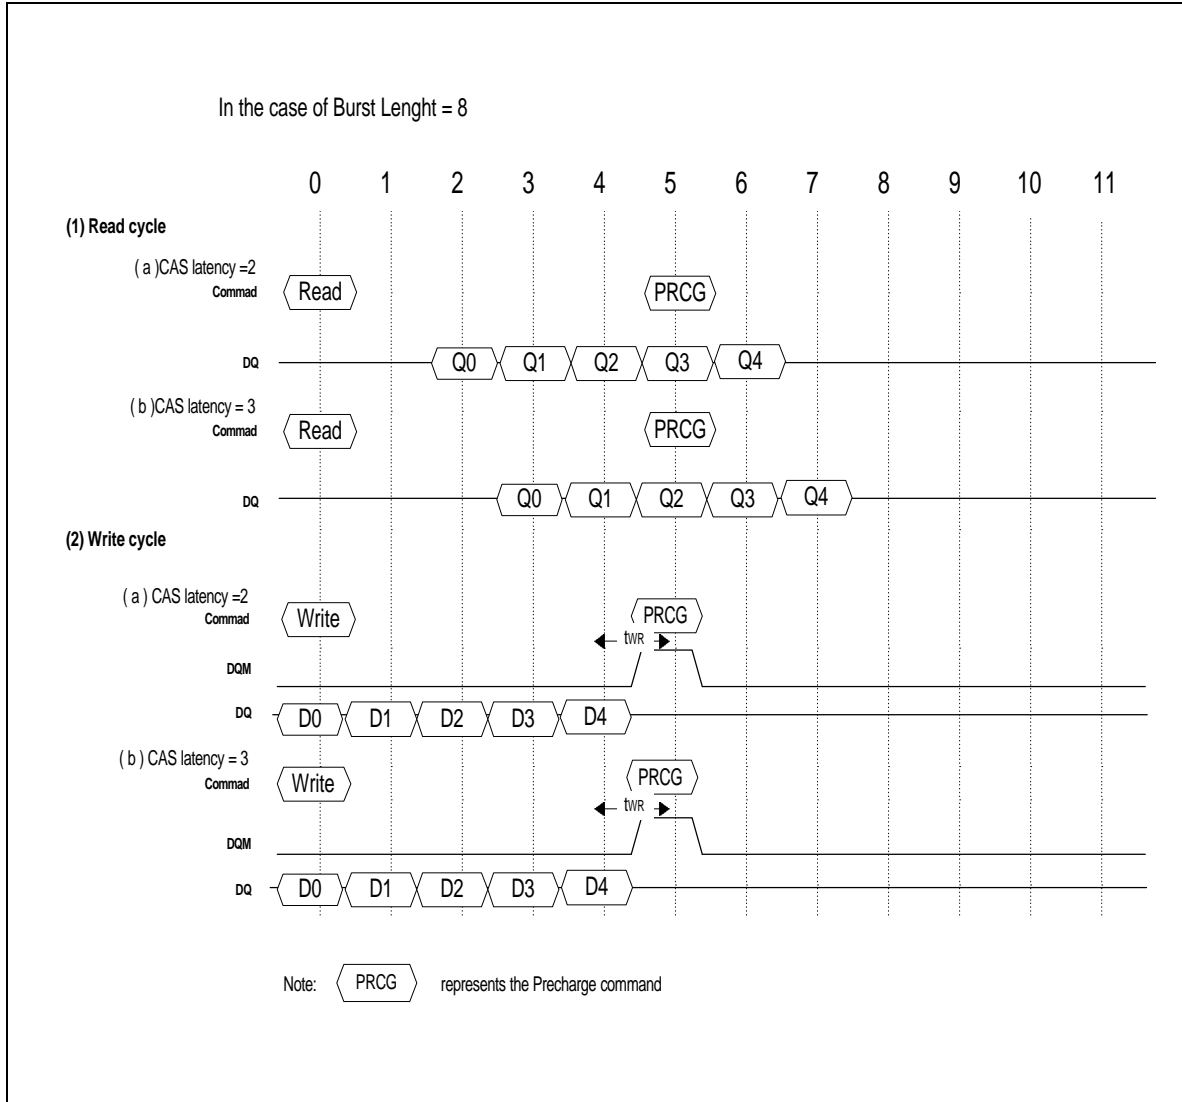 In the case of Burst Lenght = 8
0 1 2 3 4 5 6 7 8 9 10 11
(1) Read cycle
( a )CAS latency =2
Commad Read PRCG
DQ Q0 Q1 Q2 Q3 Q4
( b )CAS latency = 3
Commad Read PRCG
DQ Q0 Q1 Q2 Q3 Q4
(2) Write cycle
( a ) CAS latency =2
Commad Write PRCG
tWR
DQM
DQ D0 D1 D2 D3 D4
( b ) CAS latency = 3
Commad Write PRCG
tWR
DQM
DQ D0 D1 D2 D3 D4
Note: PRCG represents the Precharge command